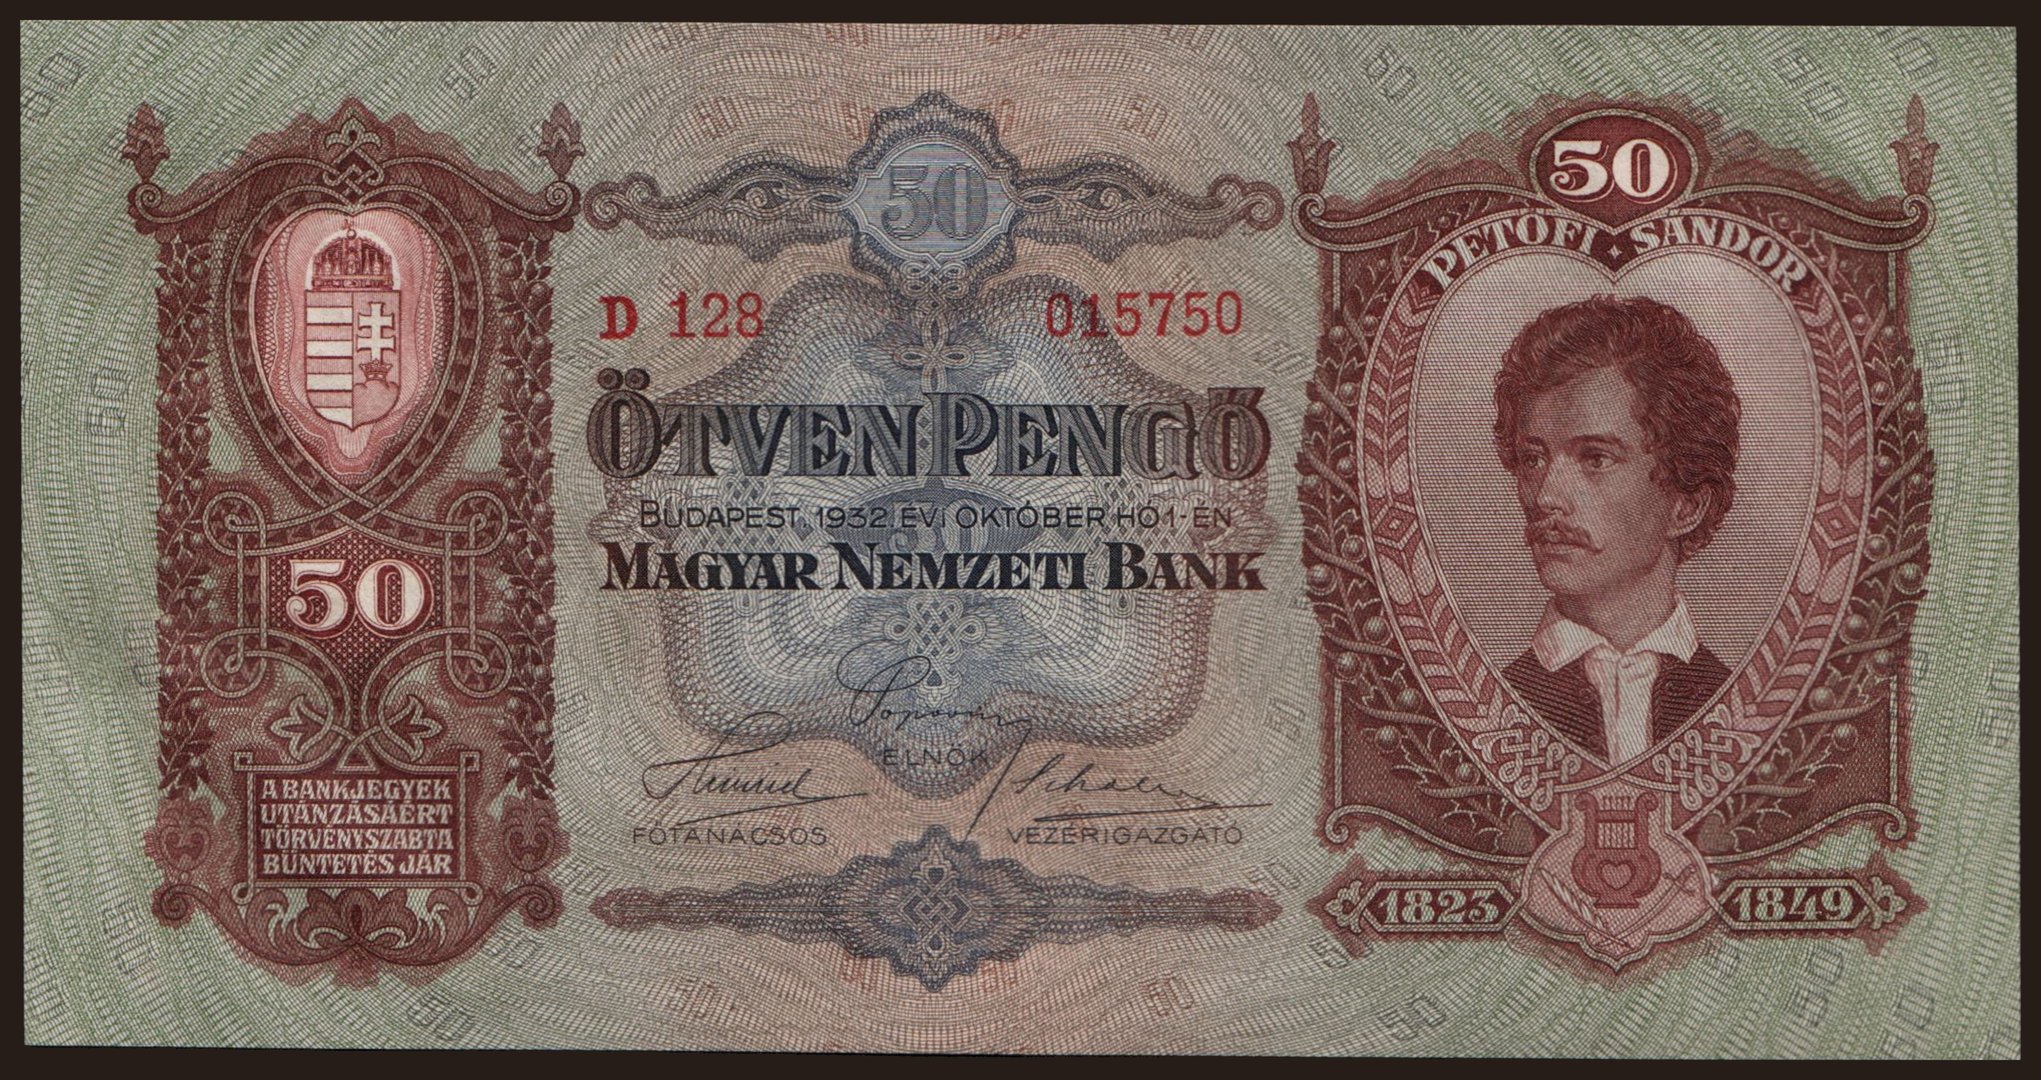 50
50
PETŐFI · SÁNDOR
D 128 015750
ÖTVEN PENGŐ
BUDAPEST, 1932. ÉVI OKTÓBER HÓ 1-ÉN
MAGYAR NEMZETI BANK
50
ELNÖK
FŐTANÁCSOS VEZÉRIGAZGATÓ
A BANKJEGYEK
UTÁNZÁSÁÉRT
TÖRVÉNYSZABTA
BÜNTETÉS JÁR
1823 1849